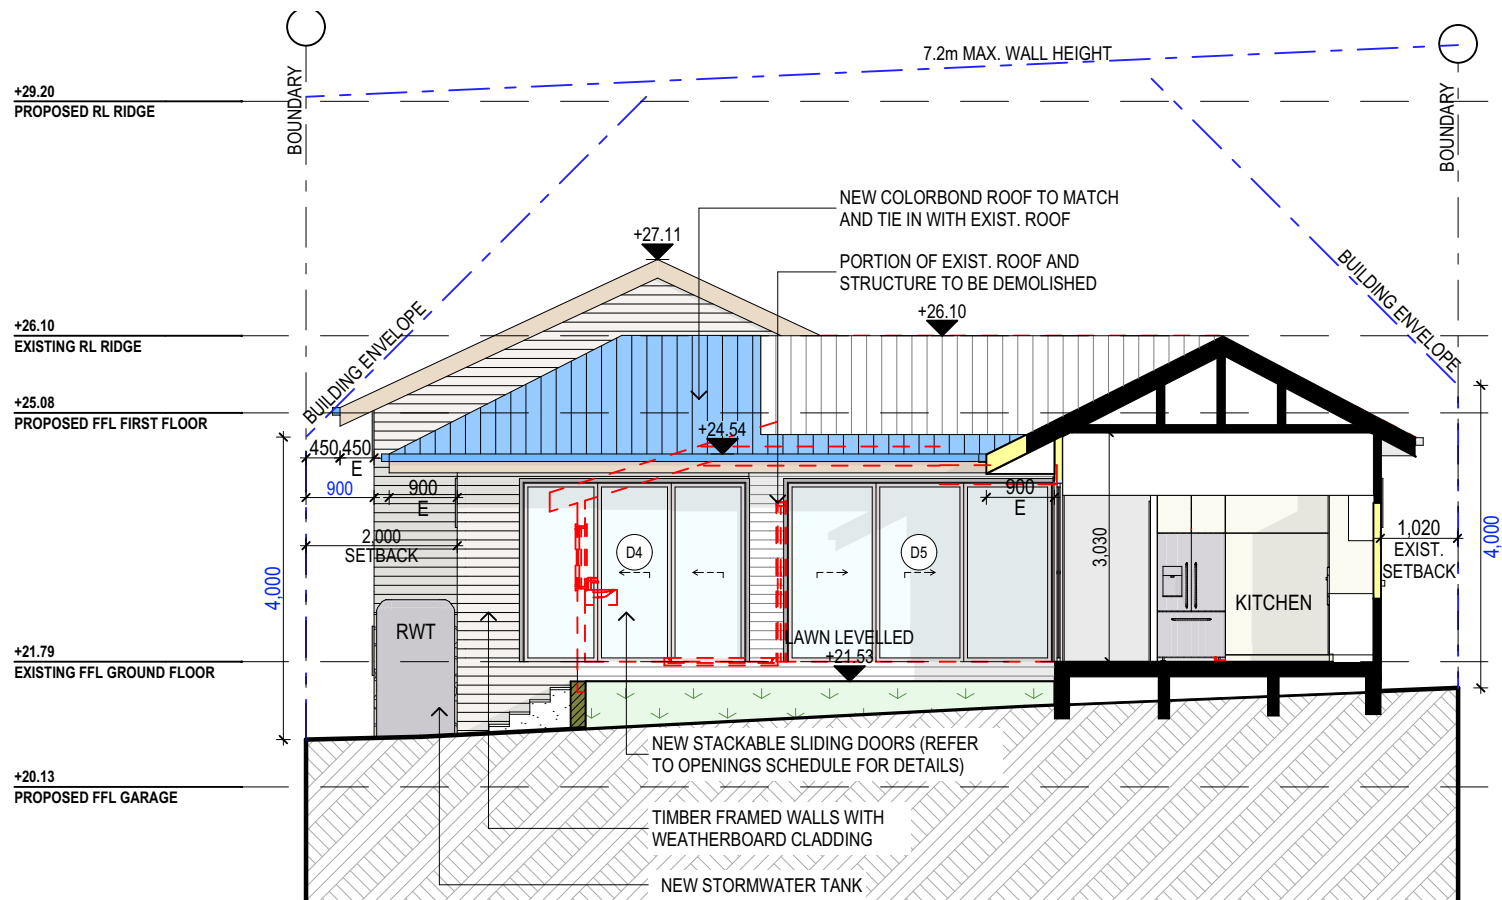 7.2m MAX. WALL HEIGHT
+29.20
PROPOSED RL RIDGE
BOUNDARY
BOUNDARY
NEW COLORBOND ROOF TO MATCH
AND TIE IN WITH EXIST. ROOF
+27.11
PORTION OF EXIST. ROOF AND
STRUCTURE TO BE DEMOLISHED
BUILDING ENVELOPE
BUILDING ENVELOPE
+26.10
+26.10
EXISTING RL RIDGE
+25.08
PROPOSED FFL FIRST FLOOR
+24.54
450
450
E
900
900
E
900
E
2,000
SETBACK
1,020
EXIST.
SETBACK
4,000
4,000
3,030
D4
D5
KITCHEN
RWT
LAWN LEVELLED
+21.53
+21.79
EXISTING FFL GROUND FLOOR
NEW STACKABLE SLIDING DOORS (REFER
TO OPENINGS SCHEDULE FOR DETAILS)
+20.13
PROPOSED FFL GARAGE
TIMBER FRAMED WALLS WITH
WEATHERBOARD CLADDING
NEW STORMWATER TANK